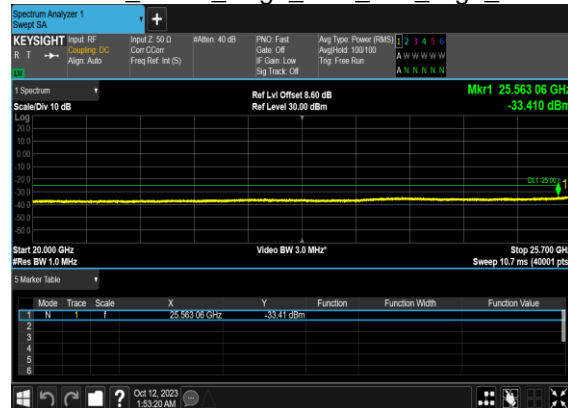 Spectrum Analyzer 1
Swept SA
+
KEYSIGHT Input: RF Input Z: 50 Ω #Atten: 40 dB PNO: Fast Avg Type: Power (RMS) 1 2 3 4 5 6
R T Coupling: DC Corr CCorr Gate: Off Avg|Hold: 100/100 A W W W W W
Align: Auto Freq Ref: Int (S) IF Gain: Low Trig: Free Run
LW Sig Track: Off A N N N N N
1 Spectrum Ref Lvl Offset 8.60 dB Mkr1 25.563 06 GHz
Scale/Div 10 dB Ref Level 30.00 dBm -33.410 dBm
Log
20.0
10.0
0.00
-10.0
-20.0 DL1 -25.00
1
-30.0
-40.0
-50.0
-60.0
Start 20.000 GHz Video BW 3.0 MHz* Stop 25.700 GHz
#Res BW 1.0 MHz Sweep 10.7 ms (40001 pts)
5 Marker Table
Mode Trace Scale X Y Function Function Width Function Value
1 N 1 f 25.563 06 GHz -33.41 dBm
2
3
4
5
6
? Oct 12, 2023
1:53:20 AM